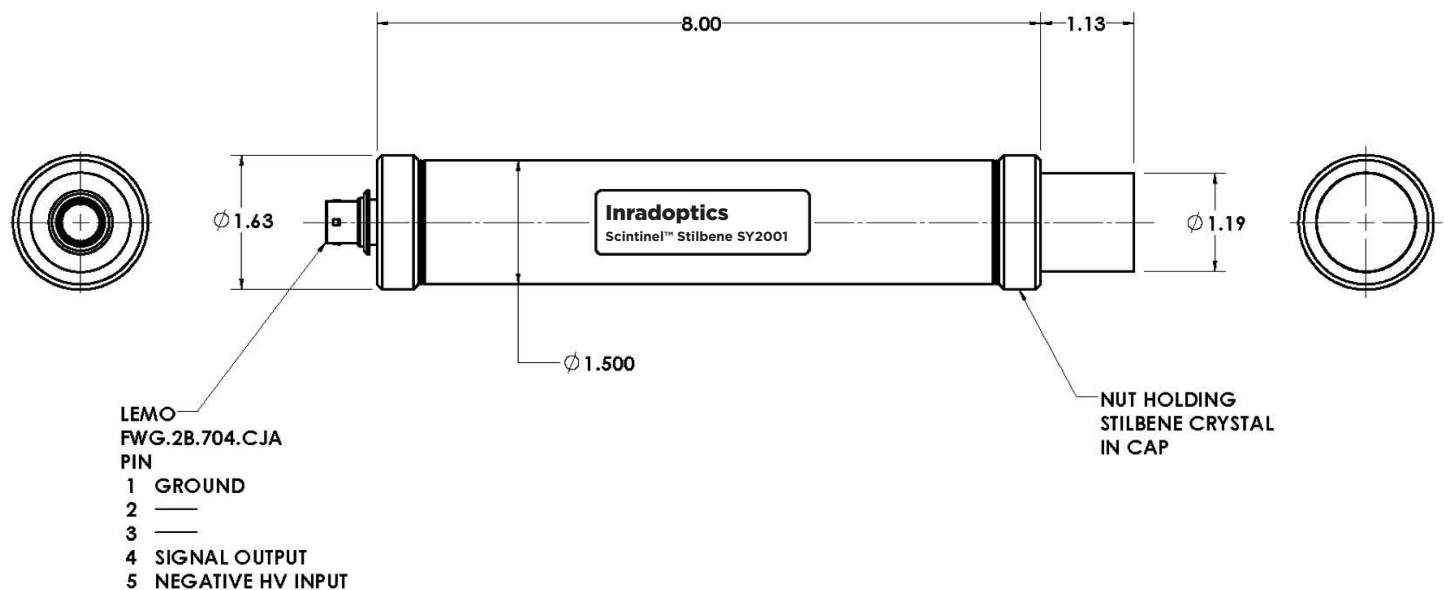 8.00
1.13
Inradoptics
Scintinel™ Stilbene SY2001
∅ 1.63
∅ 1.19
∅ 1.500
LEMO
FWG.2B.704.CJA
PIN
1 GROUND
2 —
3 —
4 SIGNAL OUTPUT
5 NEGATIVE HV INPUT
NUT HOLDING
STILBENE CRYSTAL
IN CAP